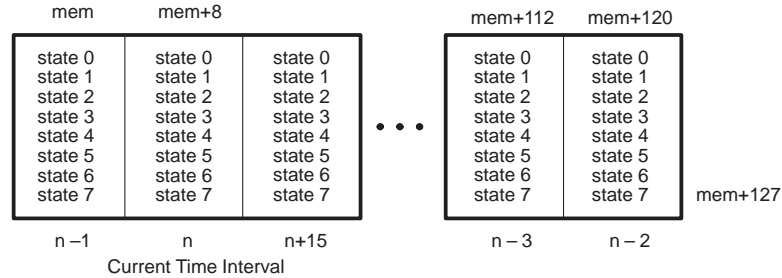 mem mem+8 mem+112 mem+120
state 0 state 0 state 0 state 0 state 0
state 1 state 1 state 1 state 1 state 1
state 2 state 2 state 2 state 2 state 2
state 3 state 3 state 3 state 3 state 3
state 4 state 4 state 4 state 4 state 4
state 5 state 5 state 5 state 5 state 5
state 6 state 6 state 6 state 6 state 6
state 7 state 7 state 7 state 7 state 7
mem+127
n –1 n n+15 n – 3 n – 2
Current Time Interval